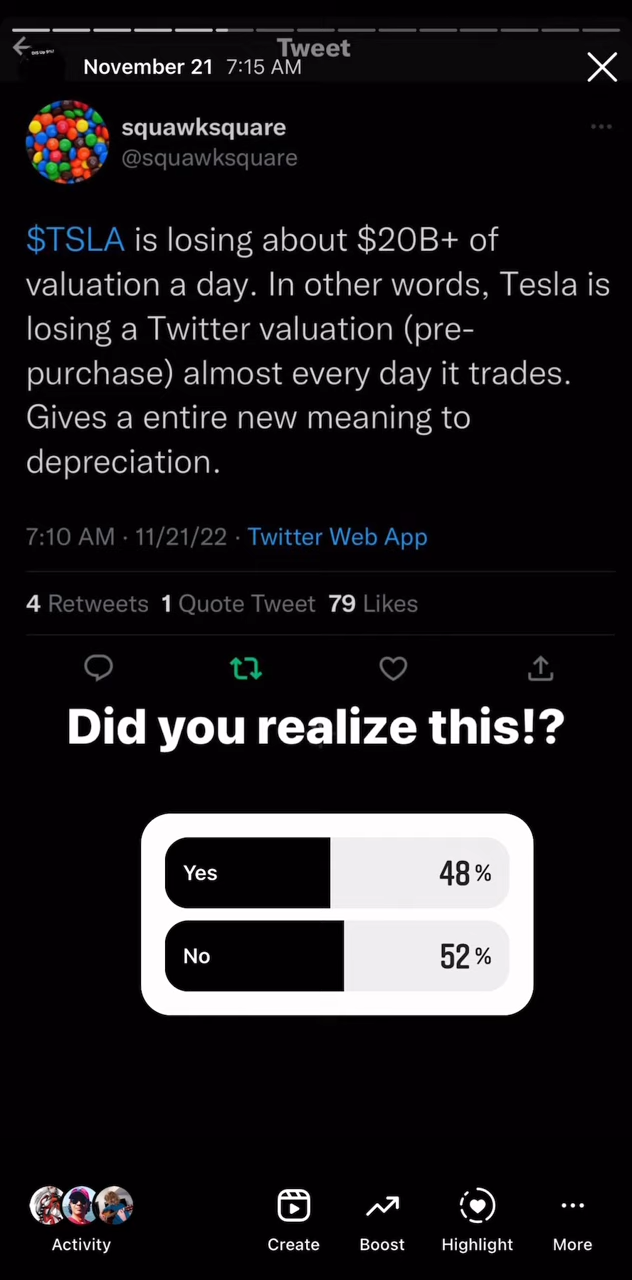 Tweet
November 21 7:15 AM
squawksquare
@squawksquare
$TSLA is losing about $20B+ of
valuation a day. In other words, Tesla is
losing a Twitter valuation (pre-
purchase) almost every day it trades.
Gives a entire new meaning to
depreciation.
7:10 AM · 11/21/22 · Twitter Web App
4 Retweets 1 Quote Tweet 79 Likes
Did you realize this!?
Yes 48%
No 52%
Activity Create Boost Highlight More